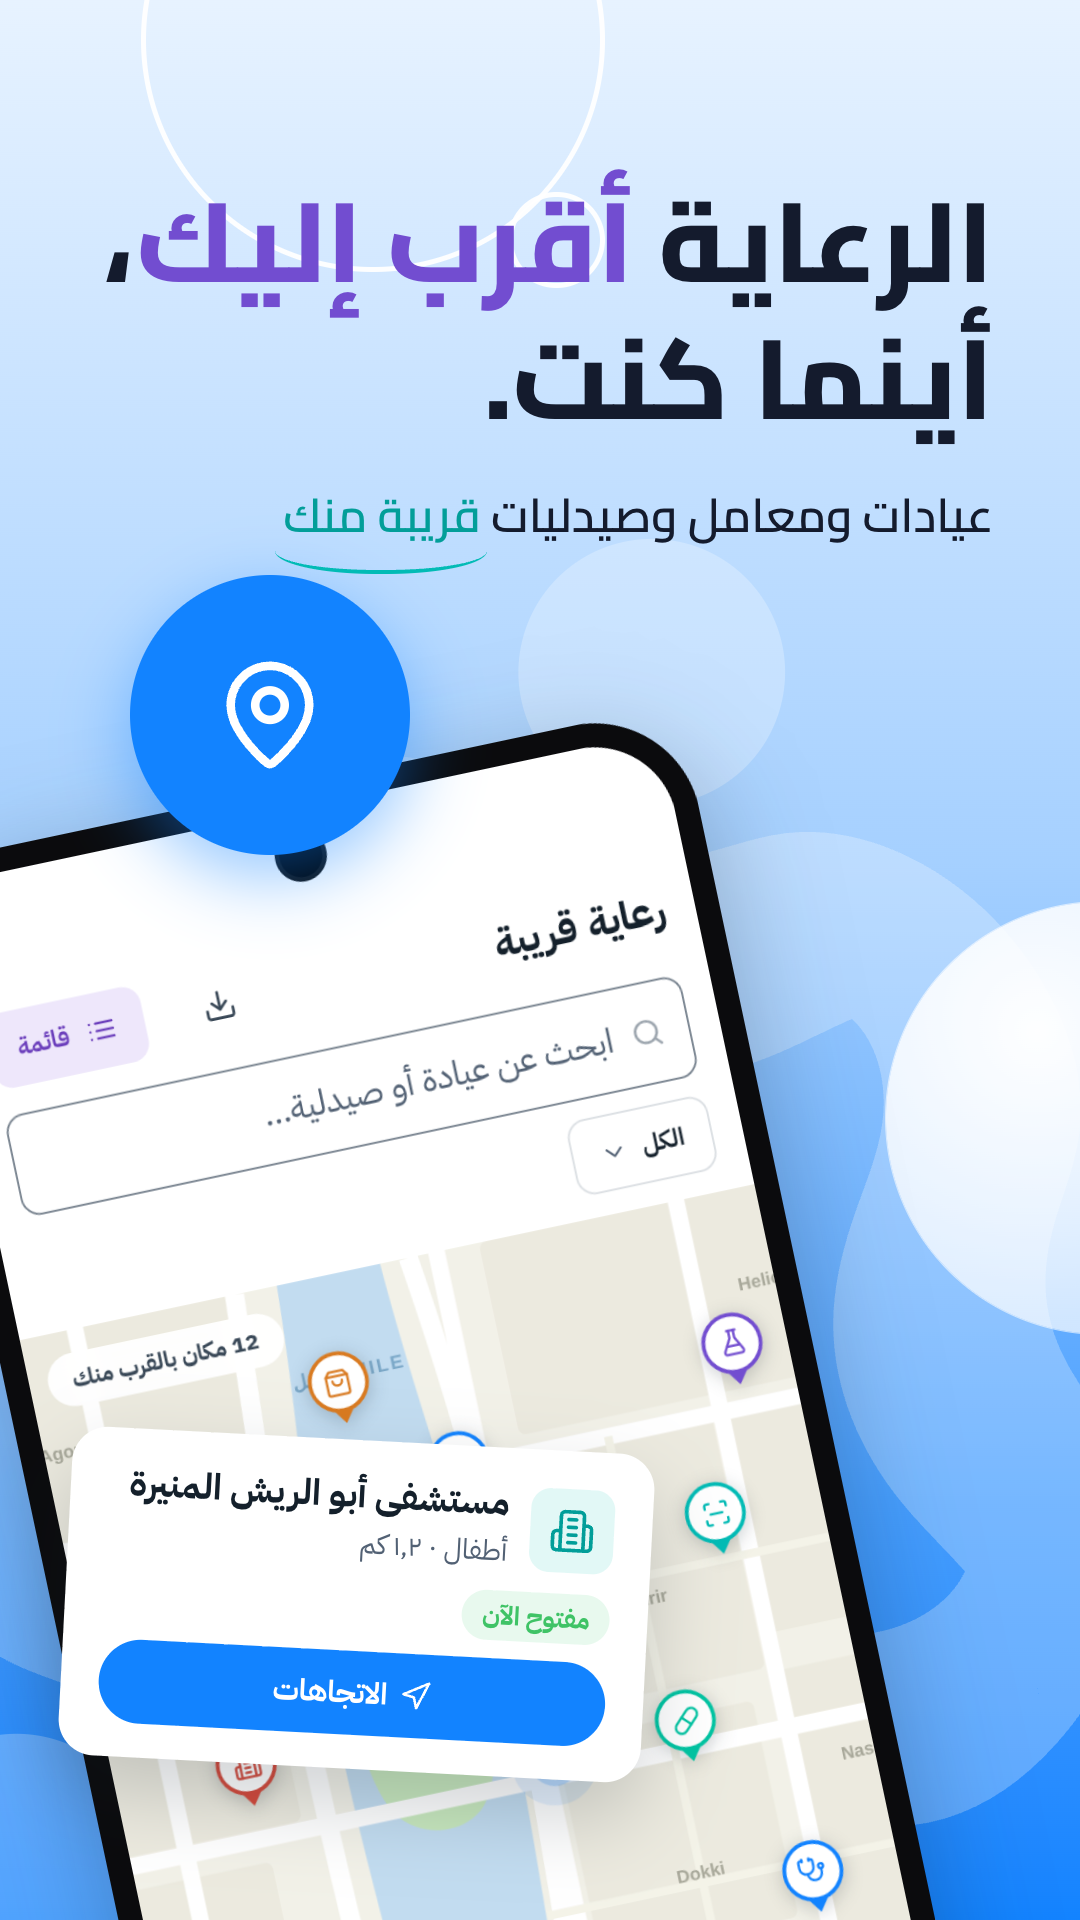 الرعاية أقرب إليك،
أينما كنت.
عيادات ومعامل وصيدليات قريبة منك
رعاية قريبة
قائمة
ابحث عن عيادة أو صيدلية...
الكل
12 مكان بالقرب منك
مستشفى أبو الريش المنيرة
أطفال · ١,٢ كم
مفتوح الآن
الاتجاهات
Dokki